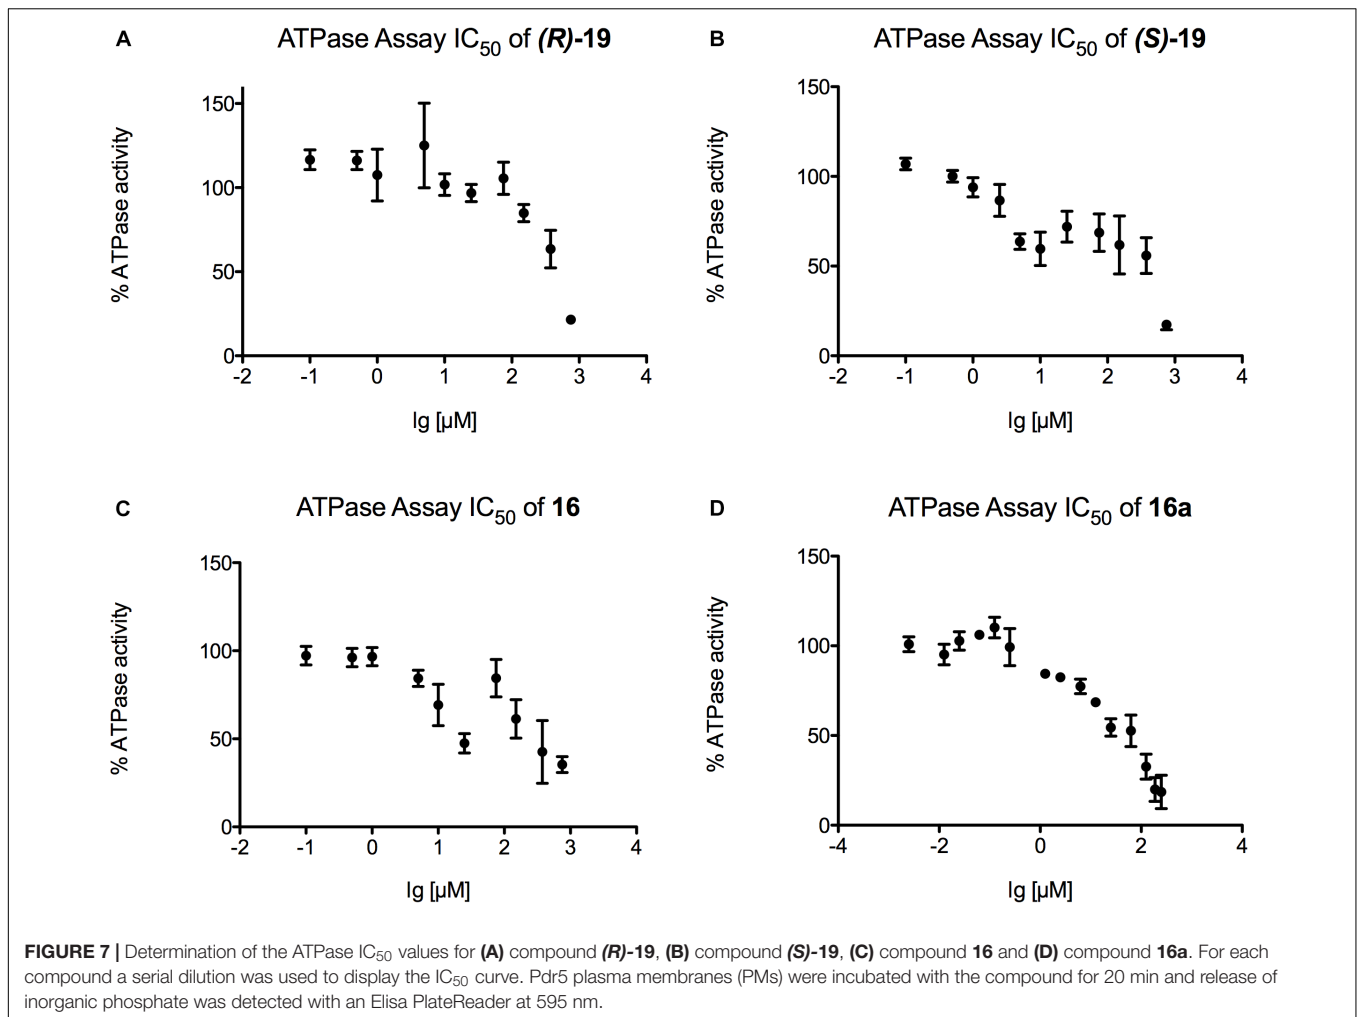 A
ATPase Assay IC50 of (R)-19
% ATPase activity
150
100
50
0
-2 -1 0 1 2 3 4
lg [µM]
B
ATPase Assay IC50 of (S)-19
% ATPase activity
150
100
50
0
-2 -1 0 1 2 3 4
lg [µM]
C
ATPase Assay IC50 of 16
% ATPase activity
150
100
50
0
-2 -1 0 1 2 3 4
lg [µM]
D
ATPase Assay IC50 of 16a
% ATPase activity
150
100
50
0
-4 -2 0 2 4
lg [µM]
FIGURE 7 | Determination of the ATPase IC50 values for (A) compound (R)-19, (B) compound (S)-19, (C) compound 16 and (D) compound 16a. For each
compound a serial dilution was used to display the IC50 curve. Pdr5 plasma membranes (PMs) were incubated with the compound for 20 min and release of
inorganic phosphate was detected with an Elisa PlateReader at 595 nm.